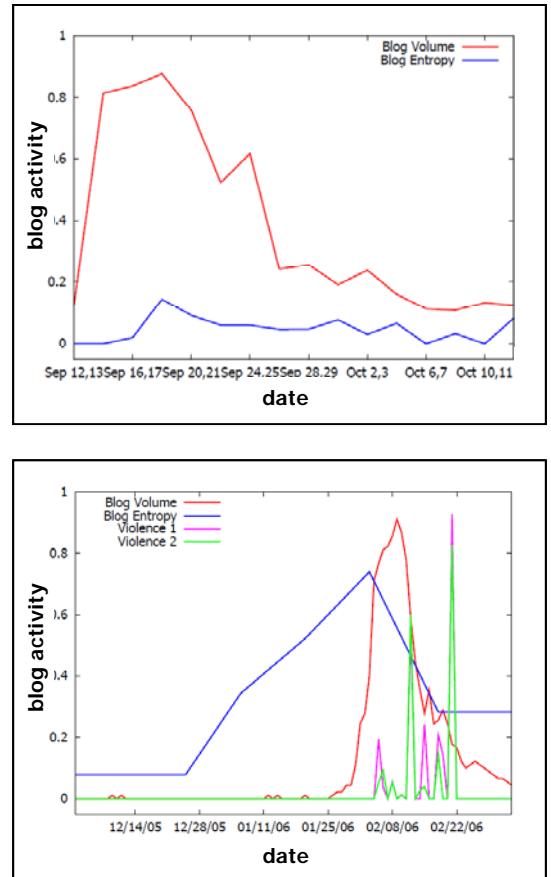 1
Blog Volume
Blog Entropy
0.8
0.6
0.4
0.2
0
blog activity
Sep 12,13 Sep 16,17 Sep 20,21 Sep 24.25 Sep 28.29 Oct 2,3 Oct 6,7 Oct 10,11
date
1
Blog Volume
Blog Entropy
Violence 1
Violence 2
0.8
0.6
0.4
0.2
0
blog activity
12/14/05 12/28/05 01/11/06 01/25/06 02/08/06 02/22/06
date